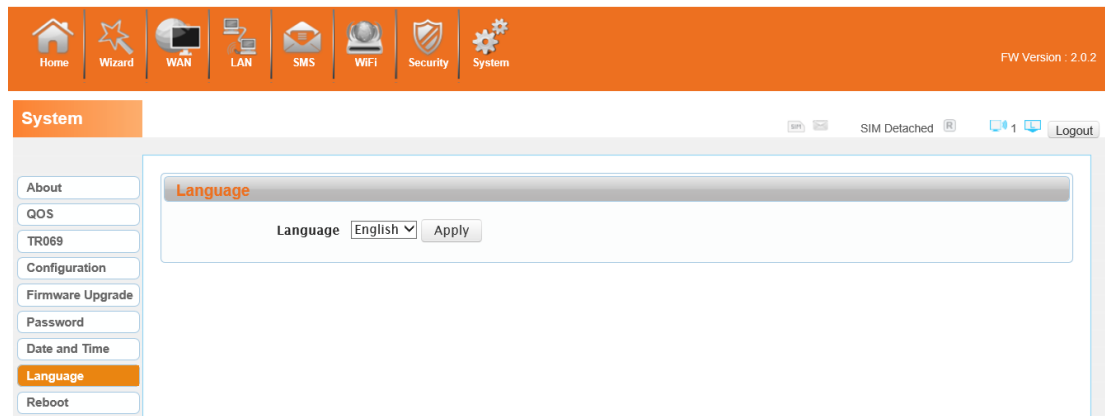 Home Wizard WAN LAN SMS WiFi Security System
FW Version : 2.0.2
System
SIM SIM Detached R 1 L Logout
About
QOS
TR069
Configuration
Firmware Upgrade
Password
Date and Time
Language
Reboot
Language
Language English Apply